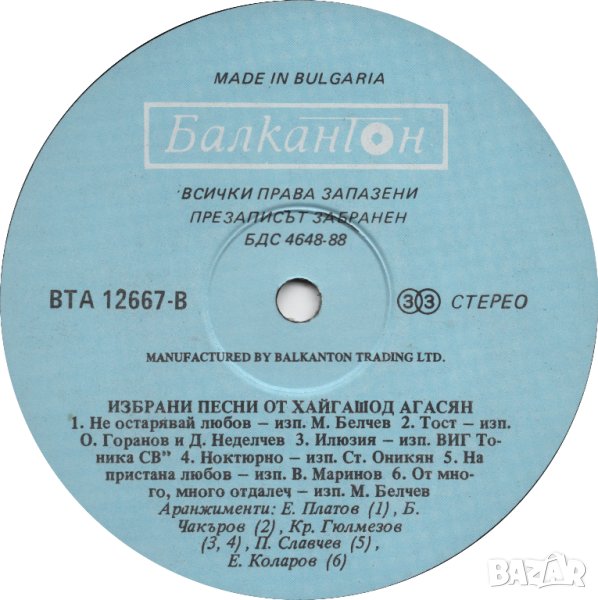 MADE IN BULGARIA
БалканТон
ВСИЧКИ ПРАВА ЗАПАЗЕНИ
ПРЕЗАПИСЪТ ЗАБРАНЕН
БДС 4648-88
ВТА 12667-В
33 СТЕРЕО
MANUFACTURED BY BALKANTON TRADING LTD.
ИЗБРАНИ ПЕСНИ ОТ ХАЙГАШОД АГАСЯН
1. Не остарявай любов – изп. М. Белчев 2. Тост – изп.
О. Горанов и Д. Неделчев 3. Илюзия – изп. ВИГ То-
ника СВ" 4. Ноктюрно – изп. Ст. Оникян 5. На
пристана любов – изп. В. Маринов 6. От мно-
го, много отдалеч – изп. М. Белчев
Аранжименти: Е. Платов (1), Б.
Чакъров (2), Кр. Гюлмезов
(3, 4), П. Славчев (5),
Е. Коларов (6)
BAZAR